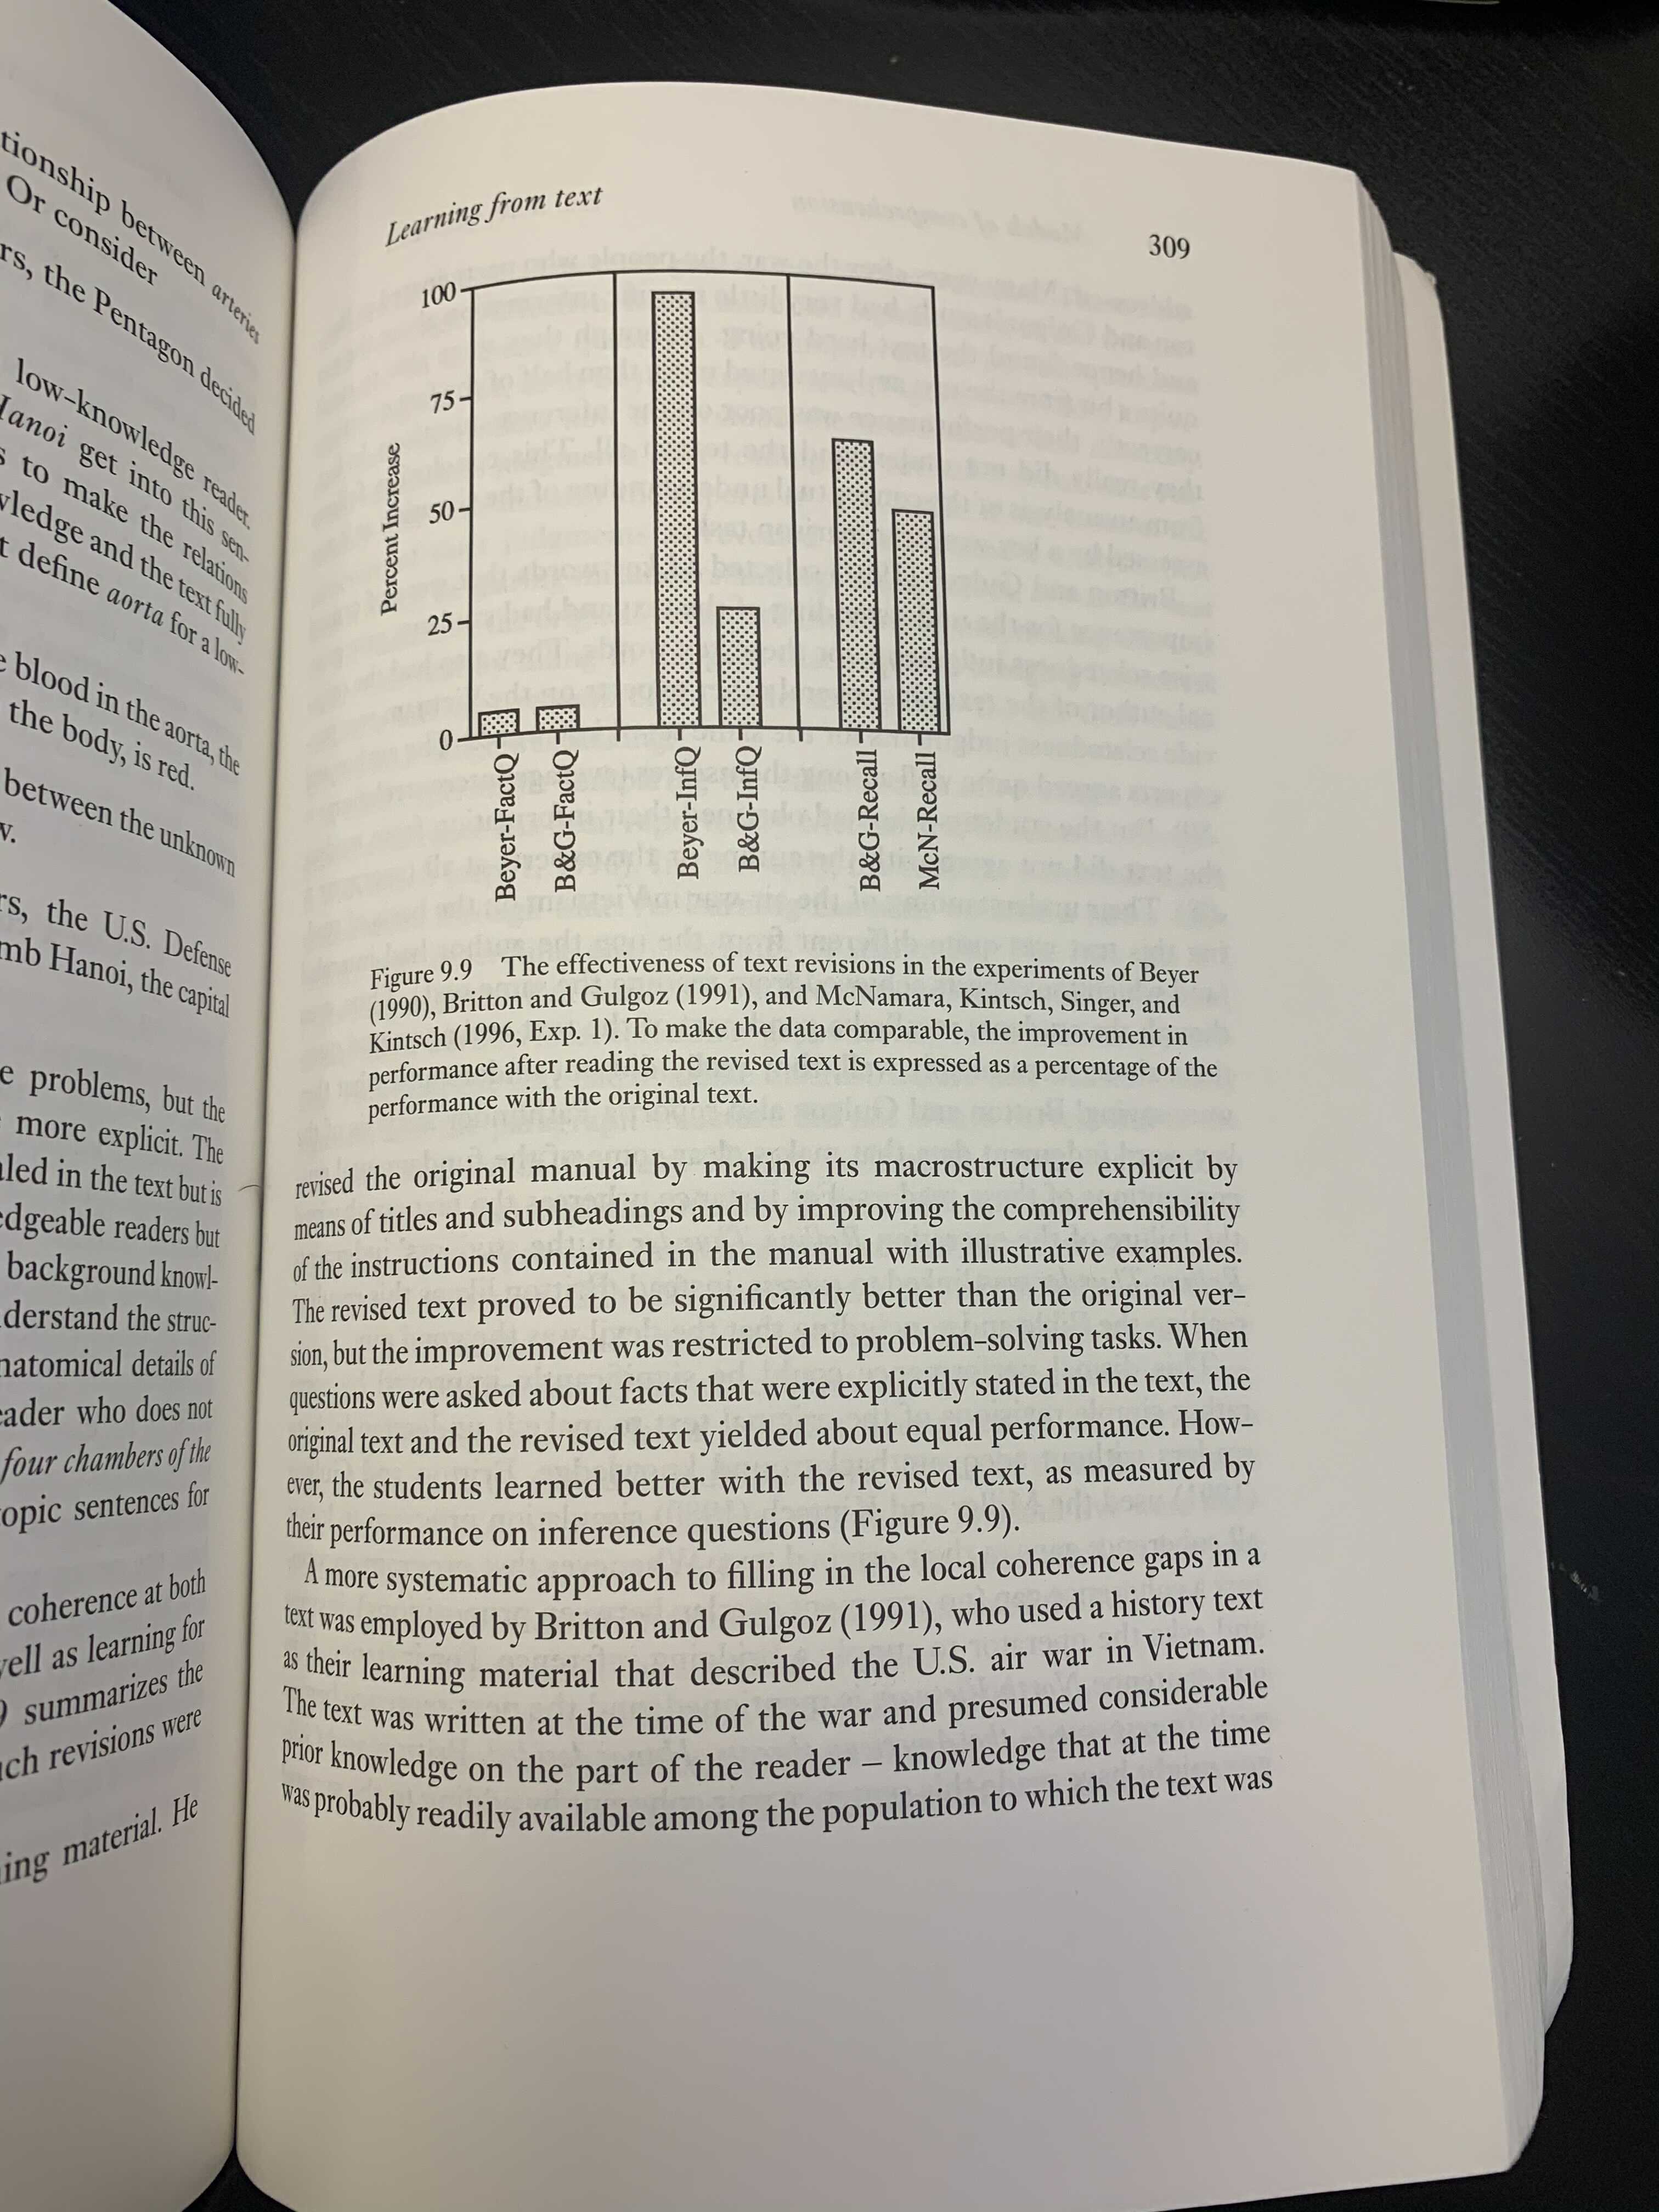 tionship between arteries
Or consider
rs, the Pentagon decided
low-knowledge reader.
Hanoi get into this sen-
s to make the relations
wledge and the text fully
t define aorta for a low-
e blood in the aorta, the
the body, is red.
between the unknown
w.
rs, the U.S. Defense
mb Hanoi, the capital
e problems, but the
more explicit. The
led in the text but is
edgeable readers but
background knowl-
derstand the struc-
natomical details of
eader who does not
four chambers of the
opic sentences for
coherence at both
well as learning for
) summarizes the
ch revisions were
ing material. He
Learning from text
309
Percent Increase
100
75
50
25
0
Beyer-FactQ
B&G-FactQ
Beyer-InfQ
B&G-InfQ
B&G-Recall
McN-Recall
Figure 9.9 The effectiveness of text revisions in the experiments of Beyer
(1990), Britton and Gulgoz (1991), and McNamara, Kintsch, Singer, and
Kintsch (1996, Exp. 1). To make the data comparable, the improvement in
performance after reading the revised text is expressed as a percentage of the
performance with the original text.
revised the original manual by making its macrostructure explicit by
means of titles and subheadings and by improving the comprehensibility
of the instructions contained in the manual with illustrative examples.
The revised text proved to be significantly better than the original ver-
sion, but the improvement was restricted to problem-solving tasks. When
questions were asked about facts that were explicitly stated in the text, the
original text and the revised text yielded about equal performance. How-
ever, the students learned better with the revised text, as measured by
their performance on inference questions (Figure 9.9).
A more systematic approach to filling in the local coherence gaps in a
text was employed by Britton and Gulgoz (1991), who used a history text
as their learning material that described the U.S. air war in Vietnam.
The text was written at the time of the war and presumed considerable
prior knowledge on the part of the reader – knowledge that at the time
was probably readily available among the population to which the text was